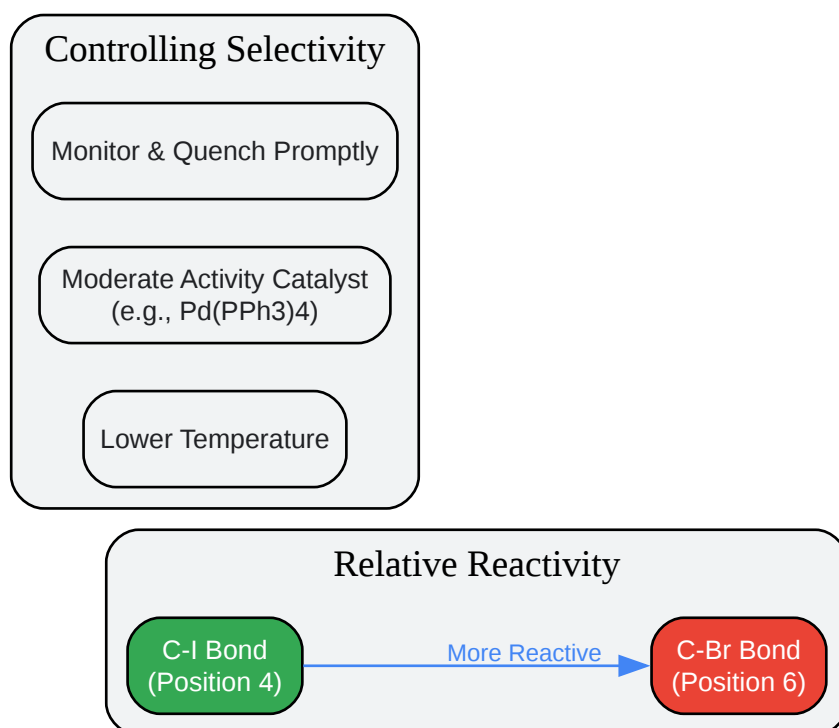 Controlling Selectivity
Monitor & Quench Promptly
Moderate Activity Catalyst
(e.g., Pd(PPh3)4)
Lower Temperature
Relative Reactivity
C-I Bond
(Position 4)
More Reactive
C-Br Bond
(Position 6)